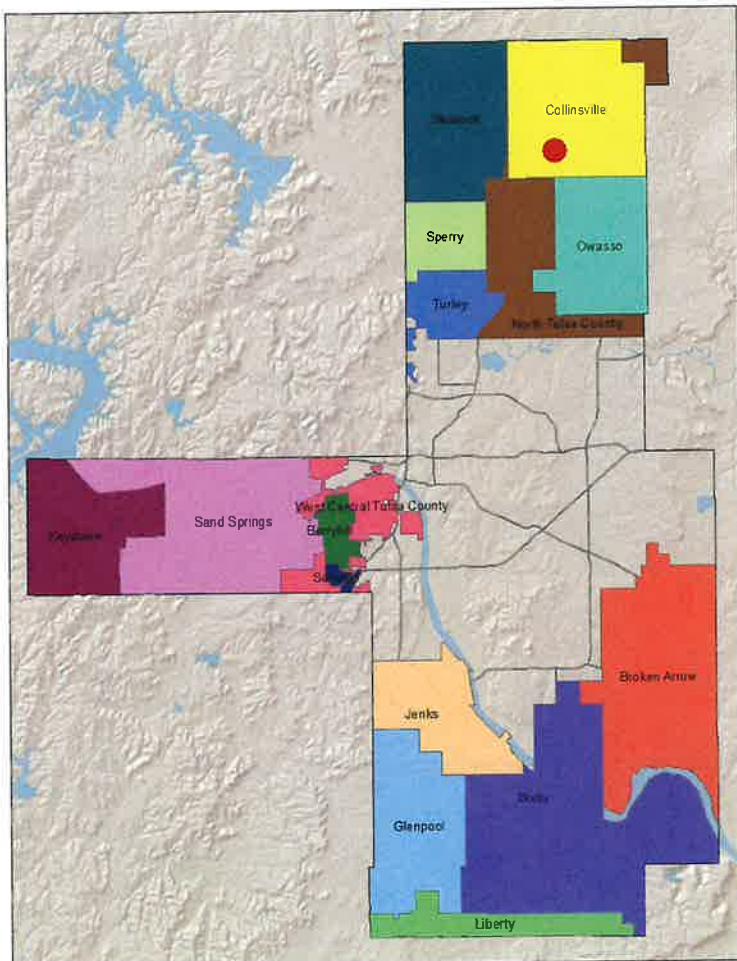 Collinsville
Sperry
Owasso
Turley
North Tulsa County
West Central Tulsa County
Sand Springs
Keystone
Berryhill
Broken Arrow
Jenks
Bixby
Glenpool
Liberty